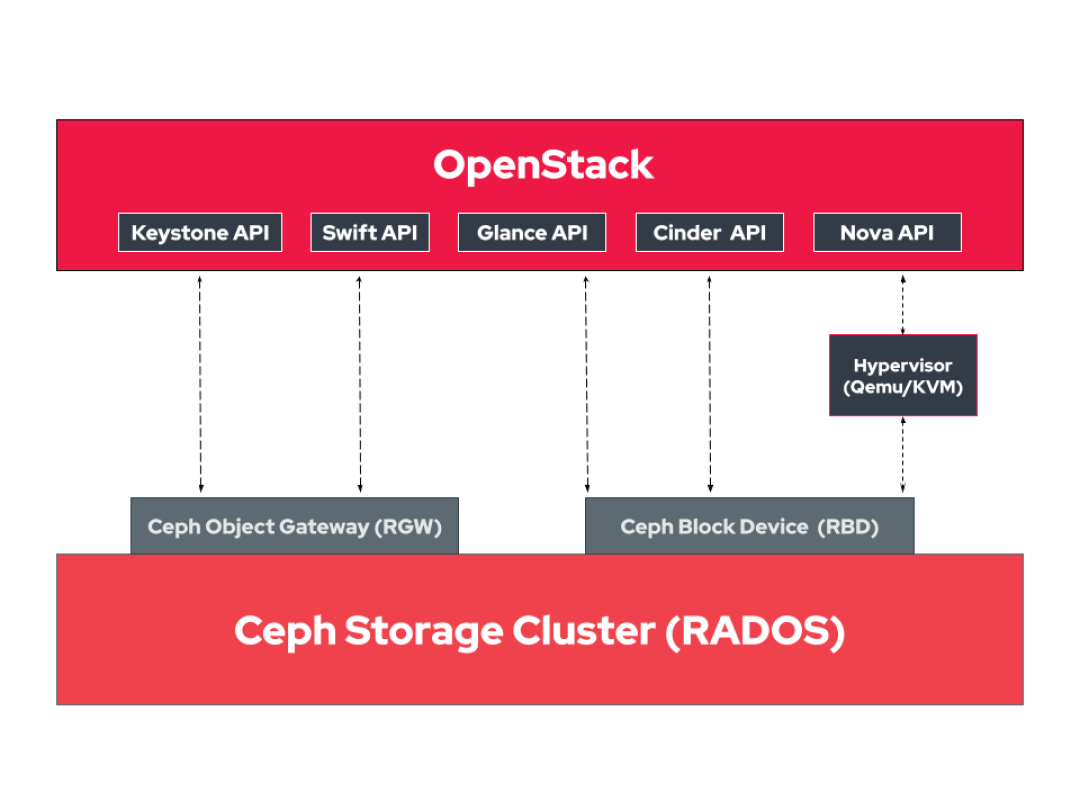 OpenStack
Keystone API
Swift API
Glance API
Cinder API
Nova API
Hypervisor
(Qemu/KVM)
Ceph Object Gateway (RGW)
Ceph Block Device (RBD)
Ceph Storage Cluster (RADOS)